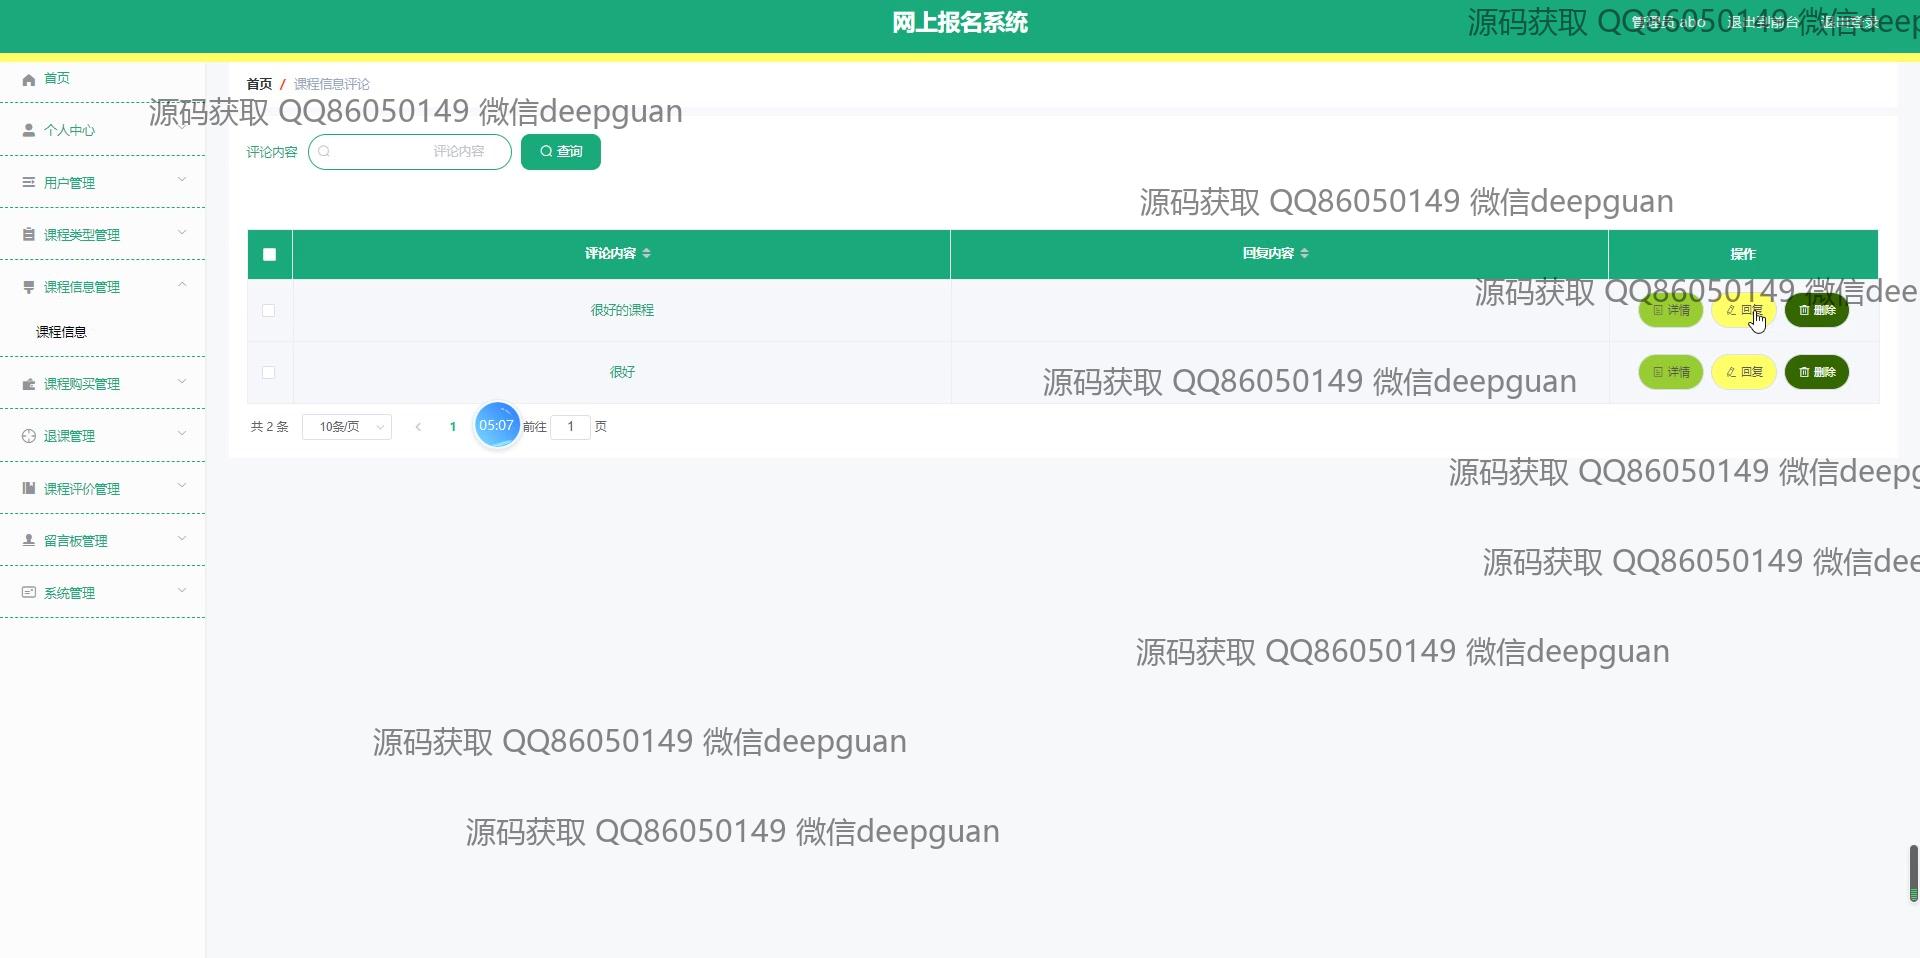 网上报名系统
管理员 abo 退出到前台 退出登录
源码获取 QQ86050149 微信deep
首页
个人中心
用户管理
课程类型管理
课程信息管理
课程信息
课程购买管理
退课管理
课程评价管理
留言板管理
系统管理
首页 / 课程信息评论
源码获取 QQ86050149 微信deepguan
评论内容 评论内容 查询
源码获取 QQ86050149 微信deepguan
评论内容 回复内容 操作
源码获取 QQ86050149 微信dee
很好的课程 详情 回复 删除
很好 详情 回复 删除
源码获取 QQ86050149 微信deepguan
共 2 条 10条/页 1 05:07 前往 1 页
源码获取 QQ86050149 微信deepg
源码获取 QQ86050149 微信dee
源码获取 QQ86050149 微信deepguan
源码获取 QQ86050149 微信deepguan
源码获取 QQ86050149 微信deepguan